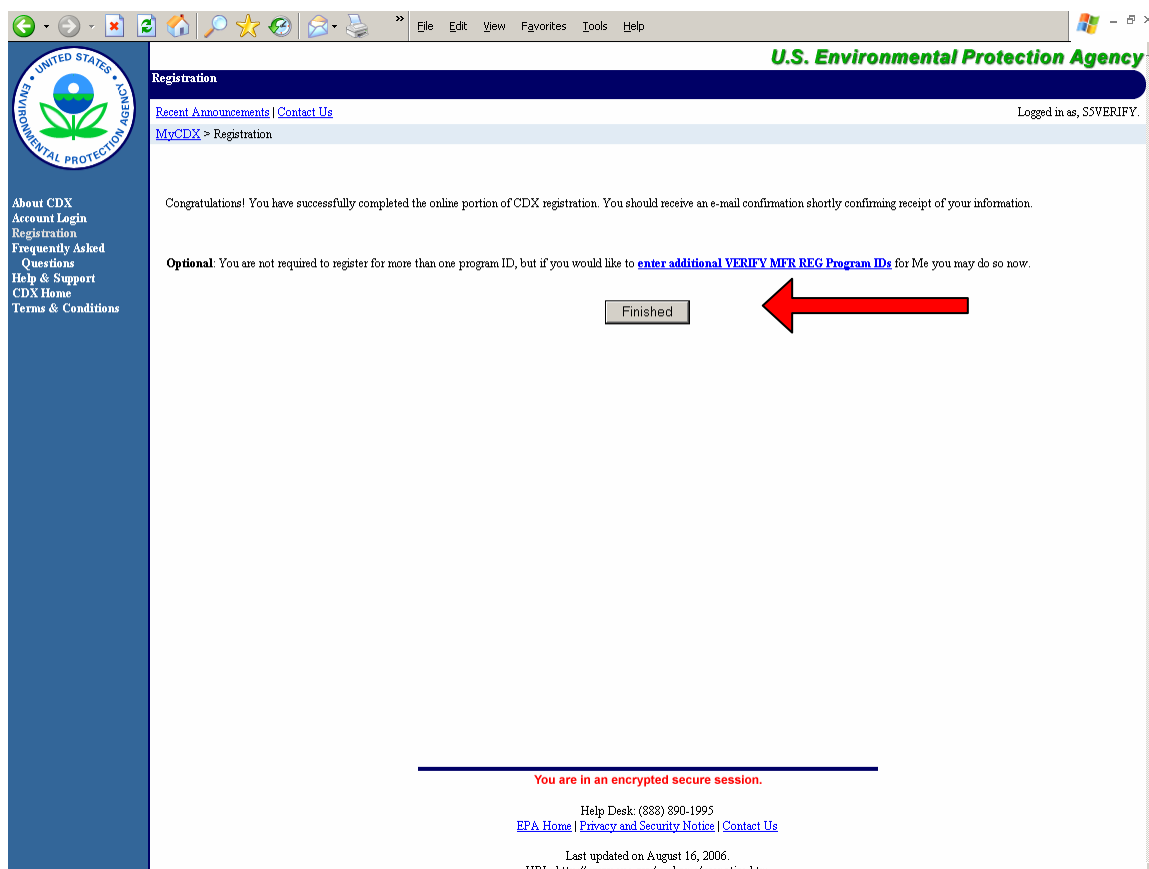 » File Edit View Favorites Tools Help
UNITED STATES ENVIRONMENTAL PROTECTION AGENCY
U.S. Environmental Protection Agency
Registration
Recent Announcements | Contact Us
Logged in as, S5VERIFY.
MyCDX > Registration
About CDX
Account Login
Registration
Frequently Asked
Questions
Help & Support
CDX Home
Terms & Conditions
Congratulations! You have successfully completed the online portion of CDX registration. You should receive an e-mail confirmation shortly confirming receipt of your information.
Optional: You are not required to register for more than one program ID, but if you would like to enter additional VERIFY MFR REG Program IDs for Me you may do so now.
Finished
You are in an encrypted secure session.
Help Desk: (888) 890-1995
EPA Home | Privacy and Security Notice | Contact Us
Last updated on August 16, 2006.